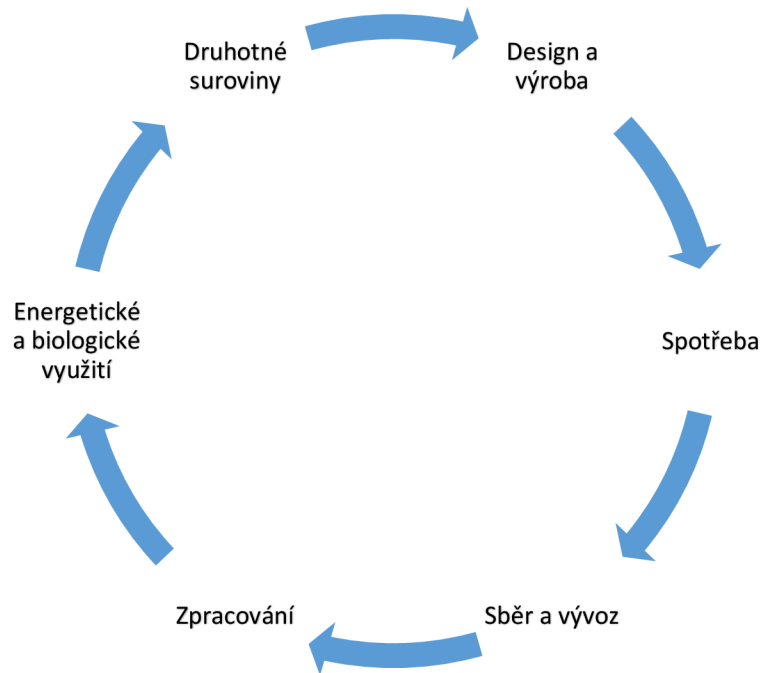 Druhotné
suroviny
Design a
výroba
Spotřeba
Sběr a vývoz
Zpracování
Energetické
a biologické
využití